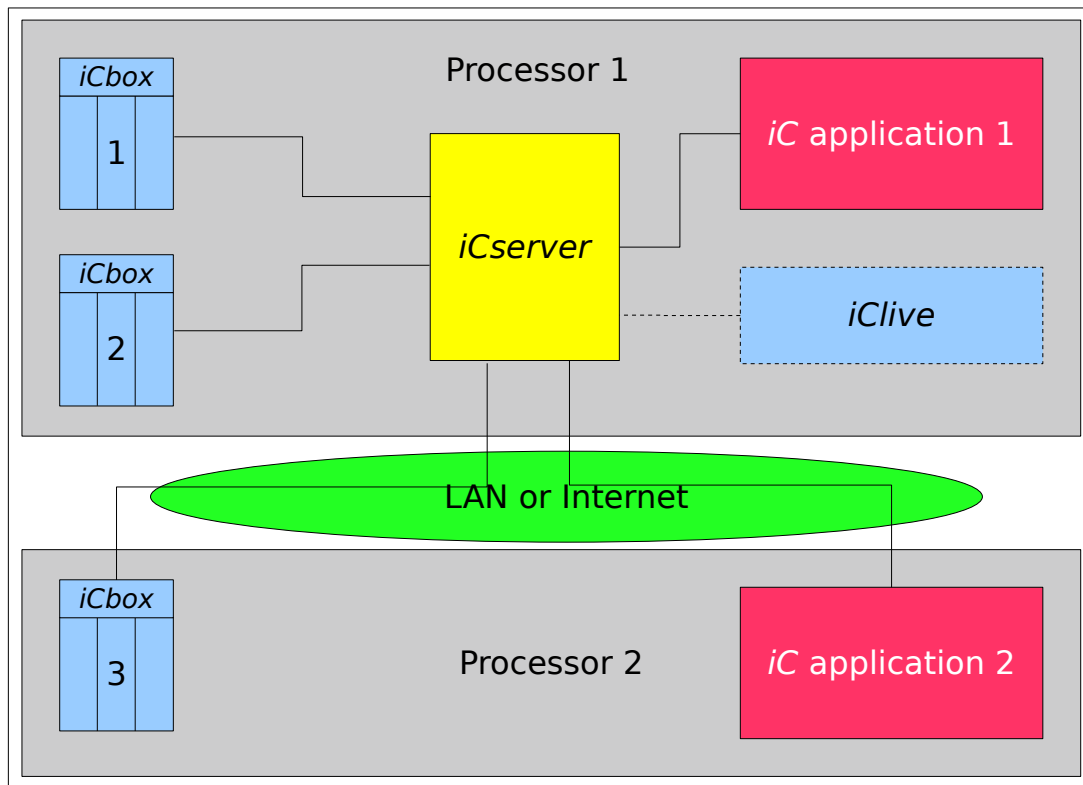 Processor 1
iCbox
1
iCbox
2
iCserver
iC application 1
iClive
LAN or Internet
Processor 2
iCbox
3
iC application 2